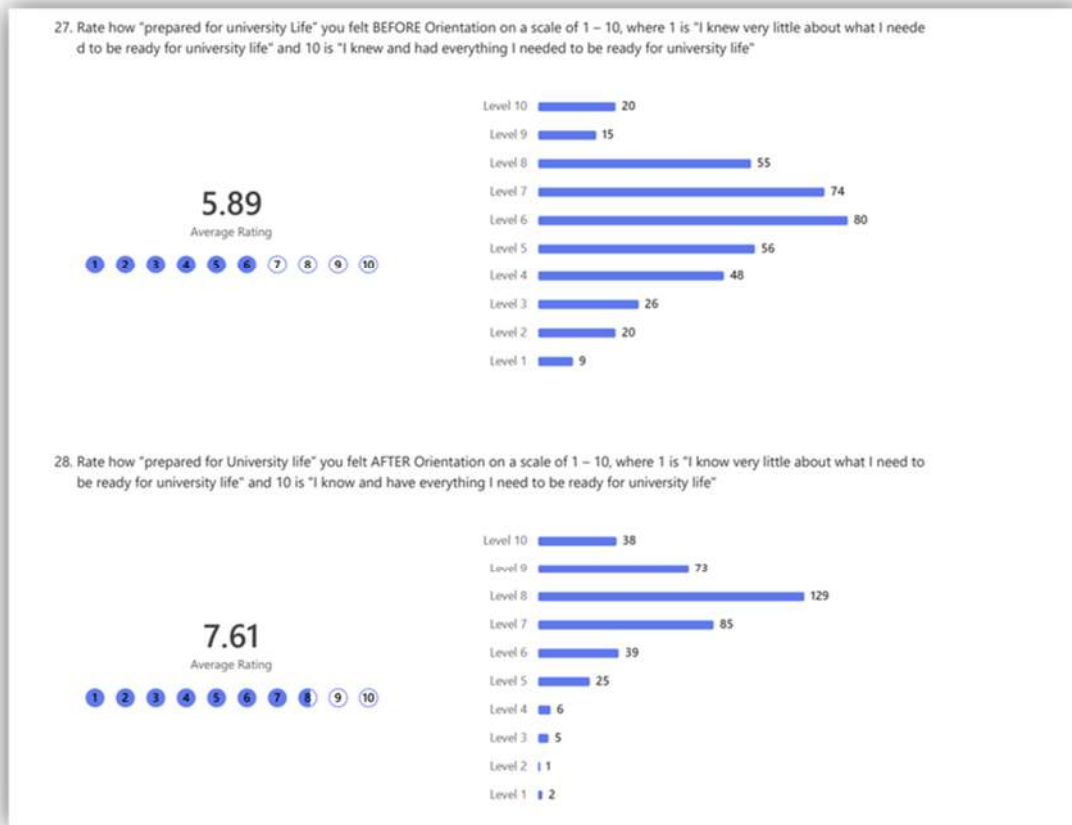 27. Rate how "prepared for university Life" you felt BEFORE Orientation on a scale of 1 – 10, where 1 is "I knew very little about what I neede
d to be ready for university life" and 10 is "I knew and had everything I needed to be ready for university life"
5.89
Average Rating
1 2 3 4 5 6 7 8 9 10
Level 10 20
Level 9 15
Level 8 55
Level 7 74
Level 6 80
Level 5 56
Level 4 48
Level 3 26
Level 2 20
Level 1 9
28. Rate how "prepared for University life" you felt AFTER Orientation on a scale of 1 – 10, where 1 is "I know very little about what I need to
be ready for university life" and 10 is "I know and have everything I need to be ready for university life"
7.61
Average Rating
1 2 3 4 5 6 7 8 9 10
Level 10 38
Level 9 73
Level 8 129
Level 7 85
Level 6 39
Level 5 25
Level 4 6
Level 3 5
Level 2 1
Level 1 2